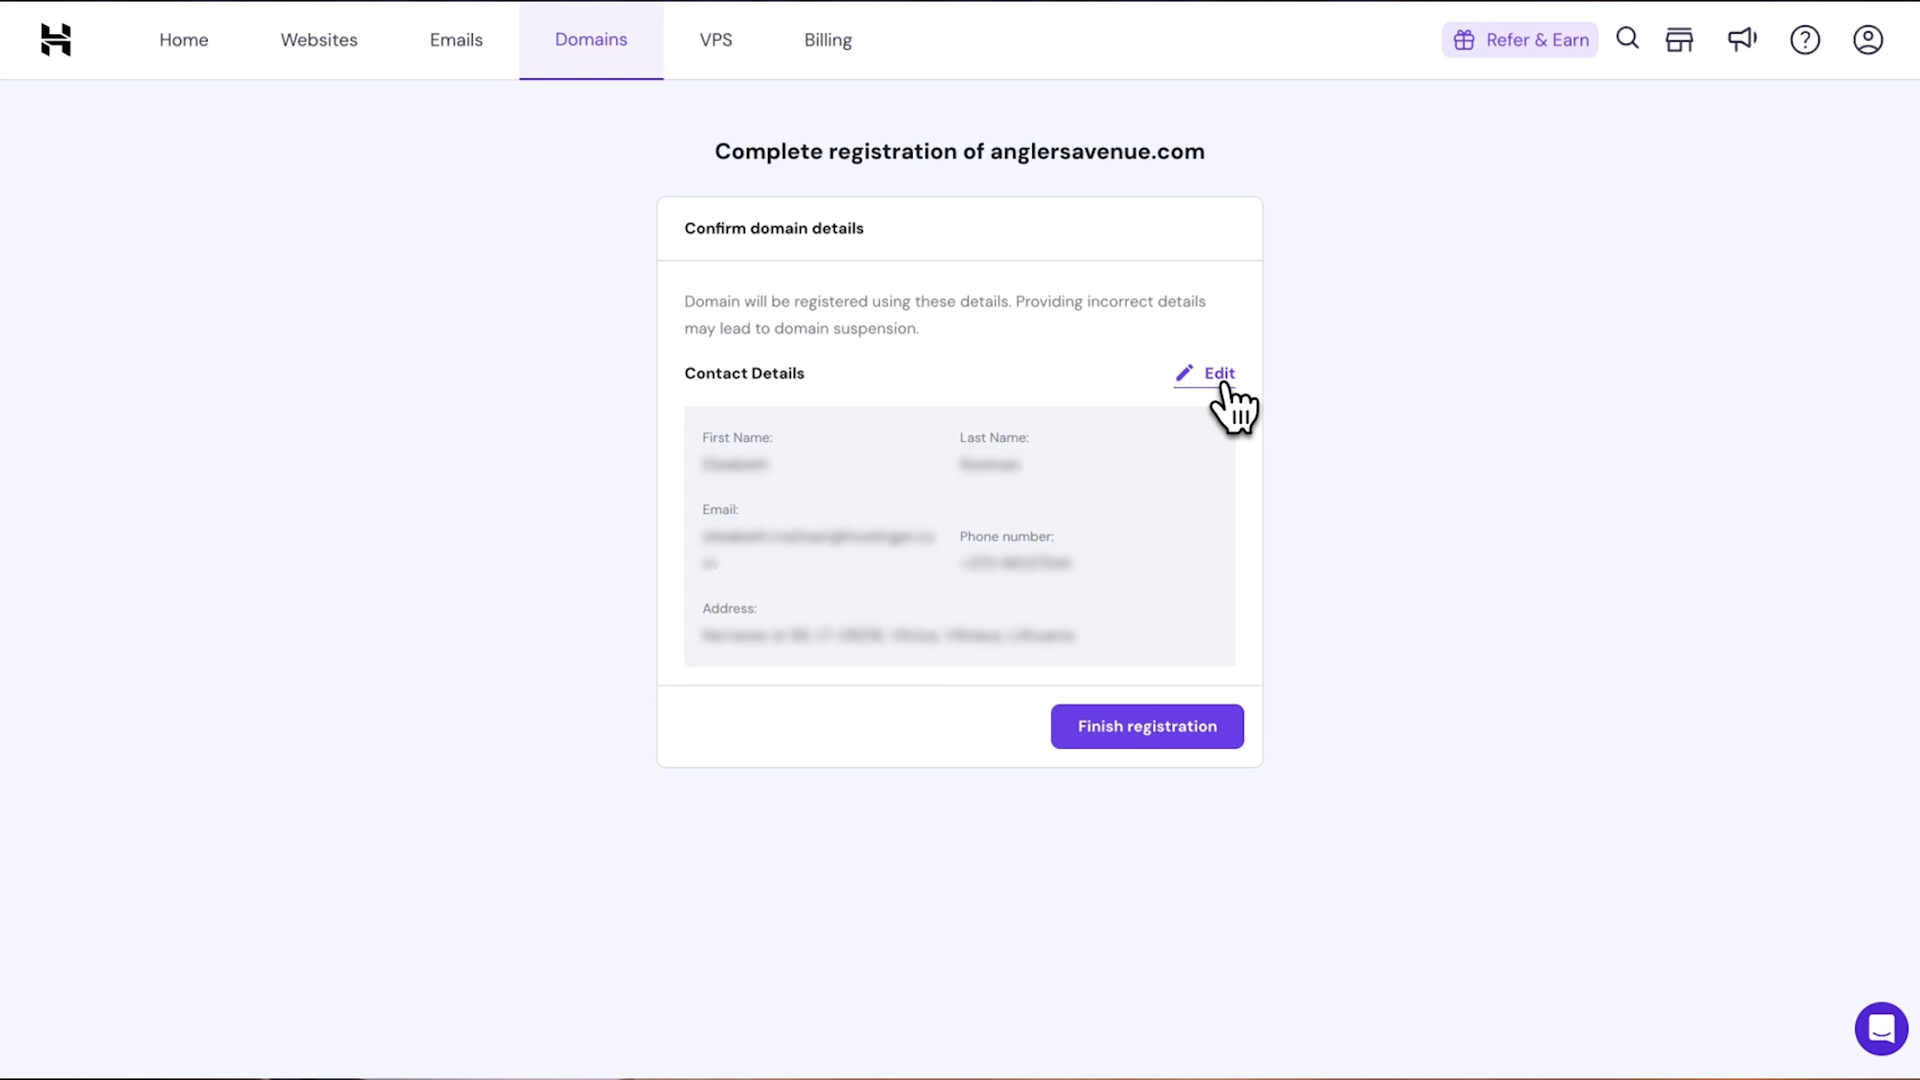 Home
Websites
Emails
Domains
VPS
Billing
Refer & Earn
Complete registration of anglersavenue.com
Confirm domain details
Domain will be registered using these details. Providing incorrect details
may lead to domain suspension.
Contact Details
Edit
First Name:
Last Name:
Email:
Phone number:
Address:
Finish registration